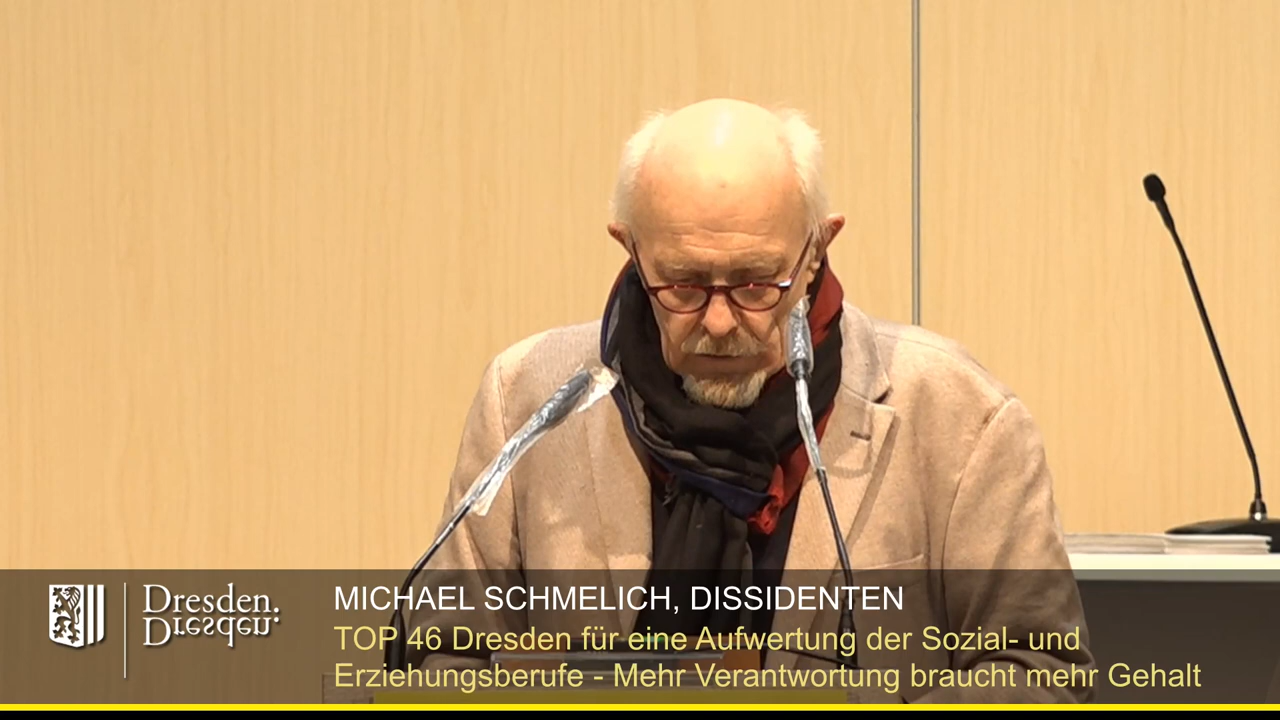 Dresden.
Dresden.
MICHAEL SCHMELICH, DISSIDENTEN
TOP 46 Dresden für eine Aufwertung der Sozial- und
Erziehungsberufe - Mehr Verantwortung braucht mehr Gehalt